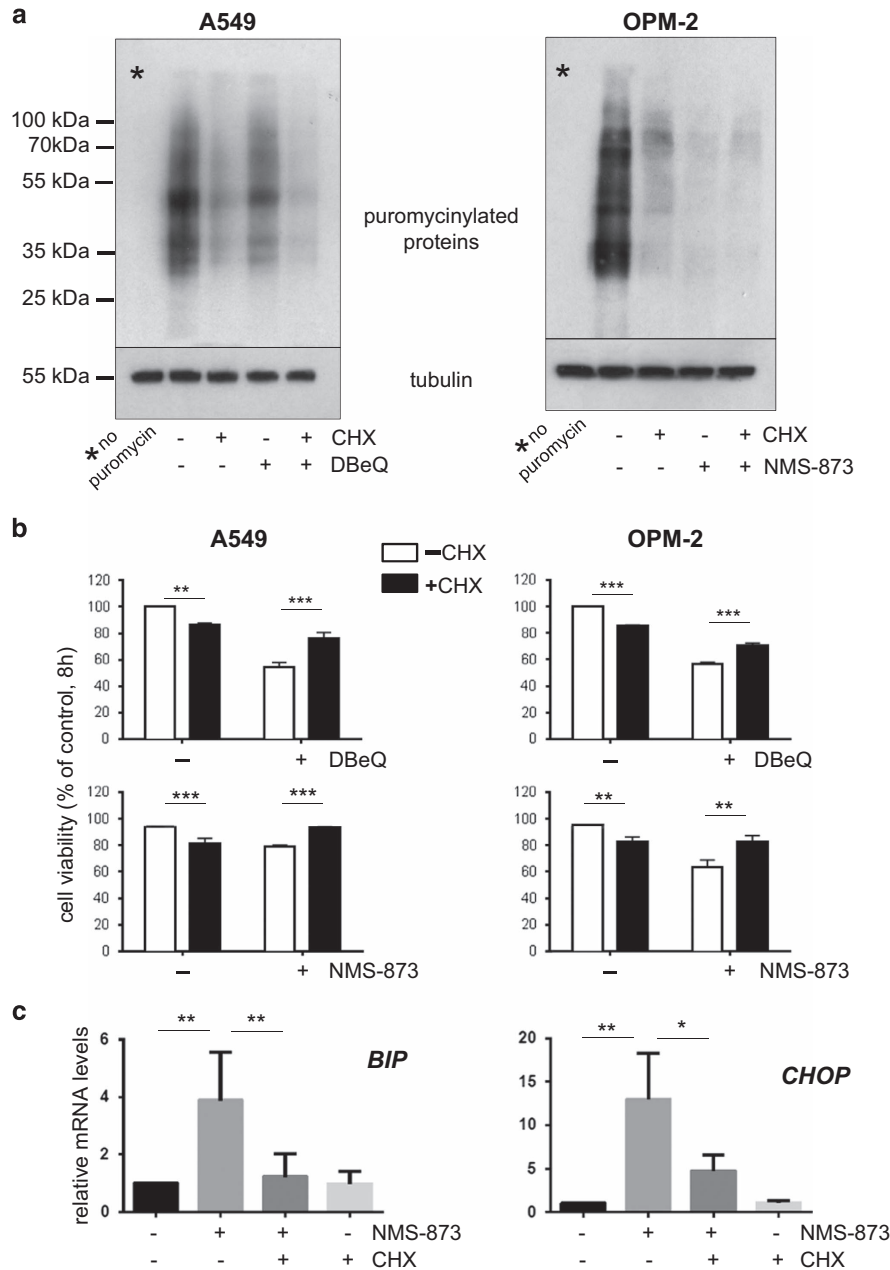 a
A549
OPM-2
*
*
100 kDa
70kDa
55 kDa
35 kDa
25 kDa
55 kDa
puromycinylated
proteins
tubulin
* no
puromycin
- + - + CHX
- - + + DBeQ
* no
puromycin
- + - + CHX
- - + + NMS-873
b
A549
OPM-2
−CHX
+CHX
cell viability (% of control, 8h)
120
100
80
60
40
20
0
**
***
− + DBeQ
120
100
80
60
40
20
0
***
***
− + DBeQ
120
100
80
60
40
20
0
***
***
− + NMS-873
120
100
80
60
40
20
0
**
**
− + NMS-873
c
relative mRNA levels
6
4
2
0
**
**
BIP
- + + - NMS-873
- - + + CHX
20
15
10
5
0
**
*
CHOP
- + + - NMS-873
- - + + CHX